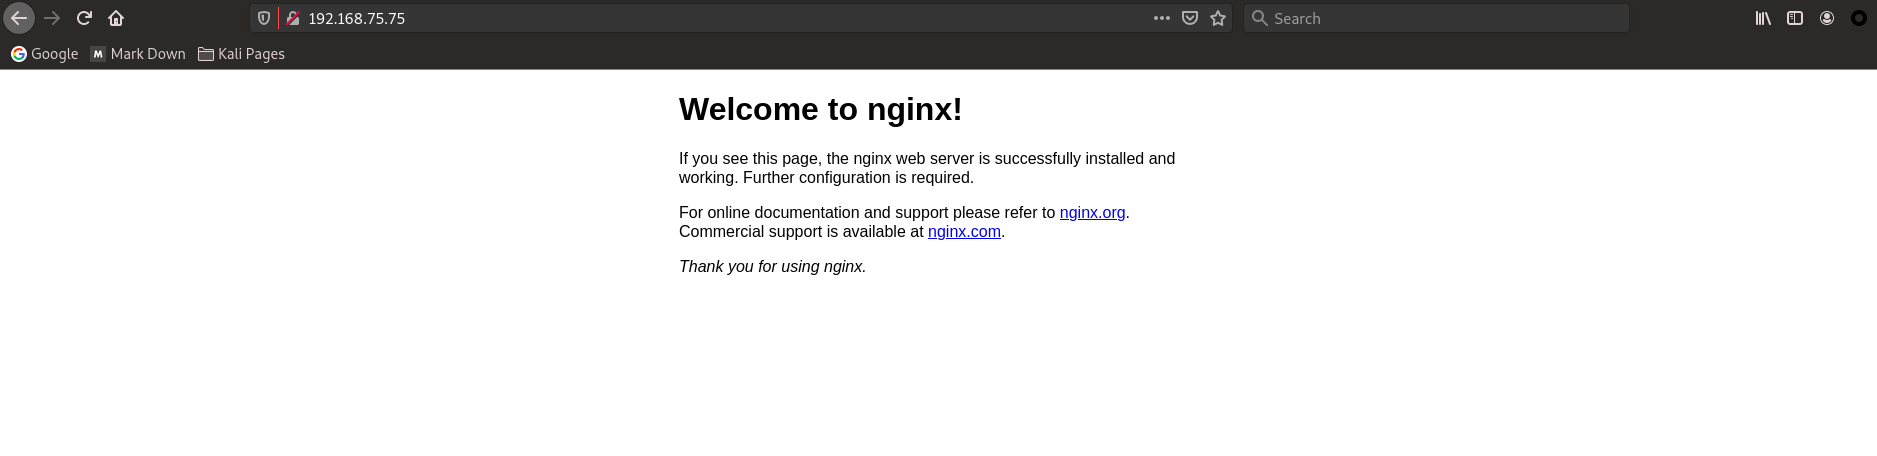 192.168.75.75
Search
Google
M
Mark Down
Kali Pages
Welcome to nginx!
If you see this page, the nginx web server is successfully installed and
working. Further configuration is required.
For online documentation and support please refer to nginx.org.
Commercial support is available at nginx.com.
Thank you for using nginx.